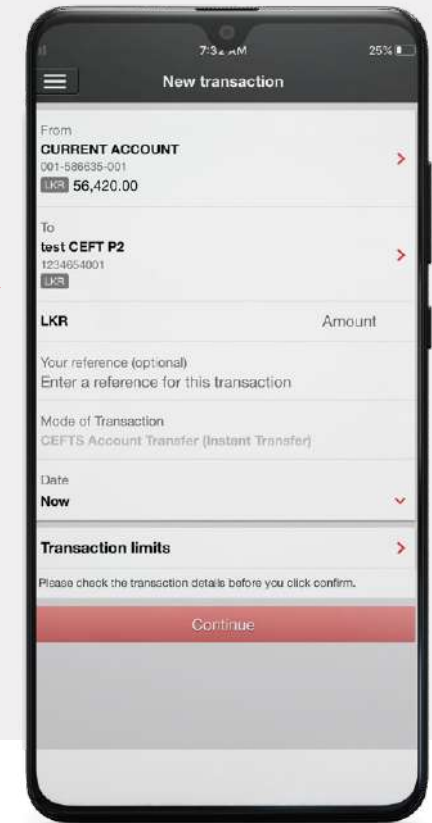 7:32 AM 25%
New transaction
From
CURRENT ACCOUNT
001-586635-001
LKR 56,420.00
To
test CEFT P2
1234654001
LKR
LKR Amount
Your reference (optional)
Enter a reference for this transaction
Mode of Transaction
CEFTS Account Transfer (Instant Transfer)
Date
Now
Transaction limits
Please check the transaction details before you click confirm.
Continue